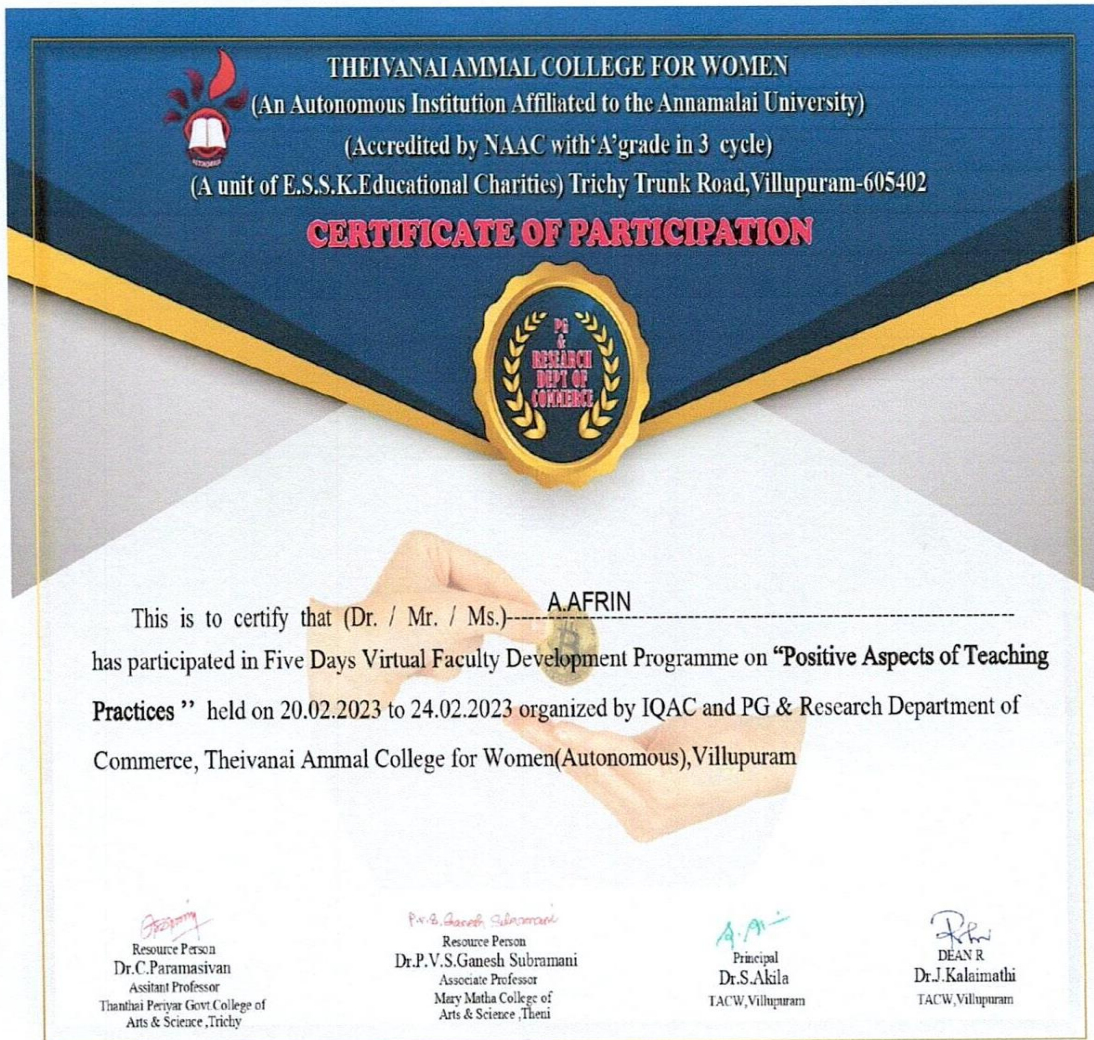 THEIVANAI AMMAL COLLEGE FOR WOMEN
(An Autonomous Institution Affiliated to the Annamalai University)
(Accredited by NAAC with‘A’grade in 3 cycle)
(A unit of E.S.S.K.Educational Charities) Trichy Trunk Road,Villupuram-605402
CERTIFICATE OF PARTICIPATION
PG
&
RESEARCH
DEPT OF
COMMERCE
This is to certify that (Dr. / Mr. / Ms.) A.AFRIN
has participated in Five Days Virtual Faculty Development Programme on “Positive Aspects of Teaching
Practices ’’ held on 20.02.2023 to 24.02.2023 organized by IQAC and PG & Research Department of
Commerce, Theivanai Ammal College for Women(Autonomous),Villupuram
Resource Person
Dr.C.Paramasivan
Assitant Professor
Thanthai Periyar Govt.College of
Arts & Science ,Trichy
P.V.S.Ganesh Subramani
Resource Person
Dr.P.V.S.Ganesh Subramani
Associate Professor
Mary Matha College of
Arts & Science ,Theni
Principal
Dr.S.Akila
TACW,Villupuram
DEAN R
Dr.J.Kalaimathi
TACW,Villupuram